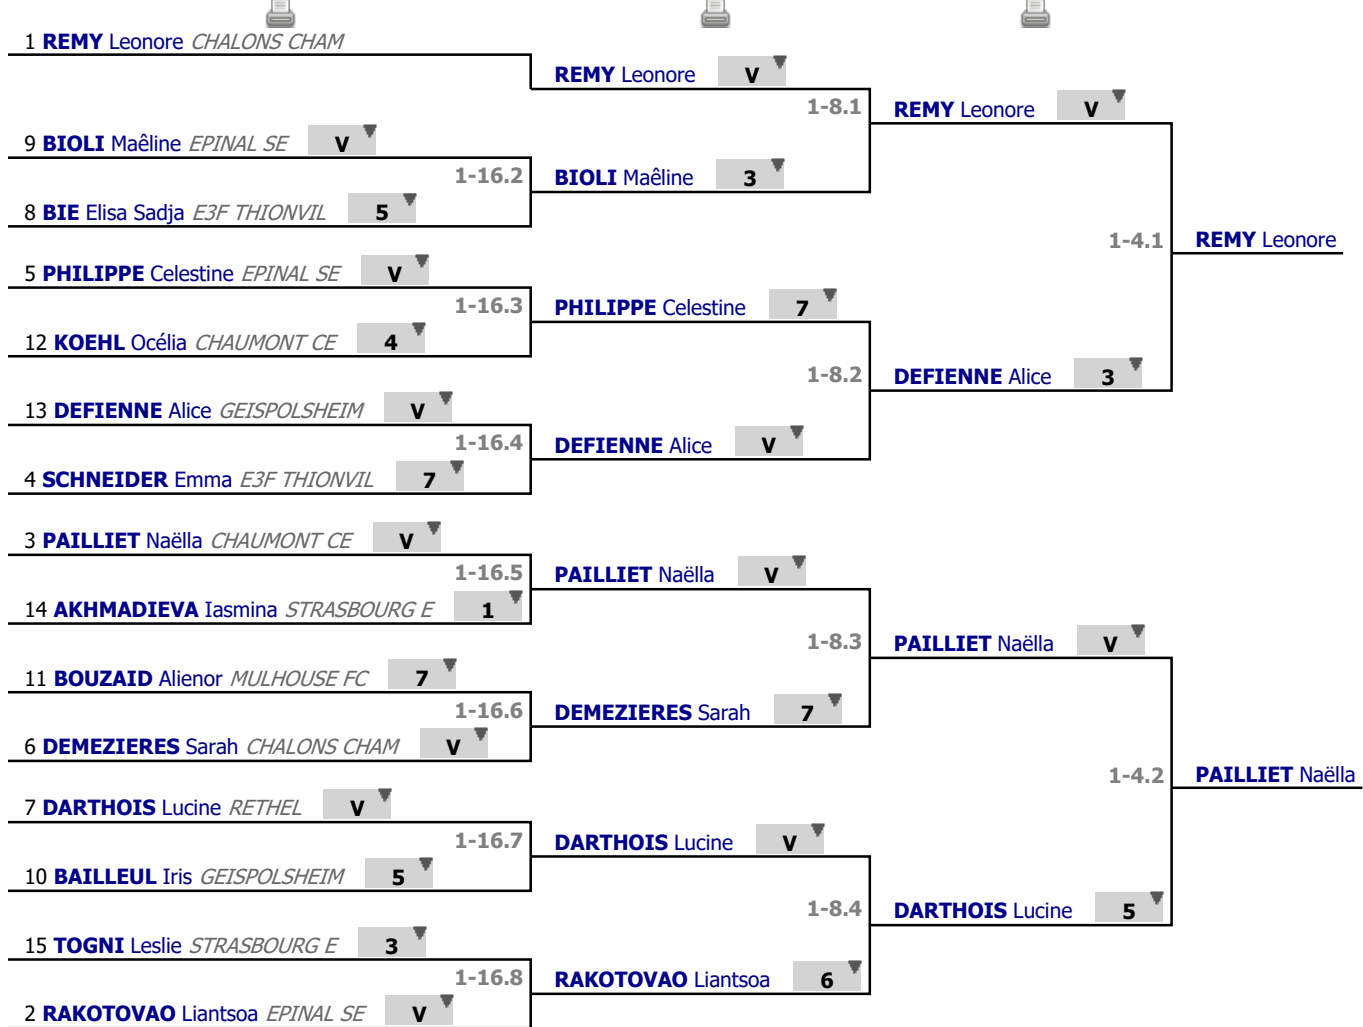 1 REMY Leonore CHALONS CHAM
REMY Leonore V
1-8.1
REMY Leonore V
9 BIOLI Maêline EPINAL SE V
1-16.2
BIOLI Maêline 3
8 BIE Elisa Sadja E3F THIONVIL 5
1-4.1
REMY Leonore
5 PHILIPPE Celestine EPINAL SE V
1-16.3
PHILIPPE Celestine 7
12 KOEHL Océlia CHAUMONT CE 4
1-8.2
DEFIENNE Alice 3
13 DEFIENNE Alice GEISPOLSHEIM V
1-16.4
DEFIENNE Alice V
4 SCHNEIDER Emma E3F THIONVIL 7
3 PAILLIET Naëlla CHAUMONT CE V
1-16.5
PAILLIET Naëlla V
14 AKHMADIEVA Iasmina STRASBOURG E 1
1-8.3
PAILLIET Naëlla V
11 BOUZAID Alienor MULHOUSE FC 7
1-16.6
DEMEZIERES Sarah 7
6 DEMEZIERES Sarah CHALONS CHAM V
1-4.2
PAILLIET Naëlla
7 DARTHOIS Lucine RETHEL V
1-16.7
DARTHOIS Lucine V
10 BAILLEUL Iris GEISPOLSHEIM 5
1-8.4
DARTHOIS Lucine 5
15 TOGNI Leslie STRASBOURG E 3
1-16.8
RAKOTOVAO Liantsoa 6
2 RAKOTOVAO Liantsoa EPINAL SE V